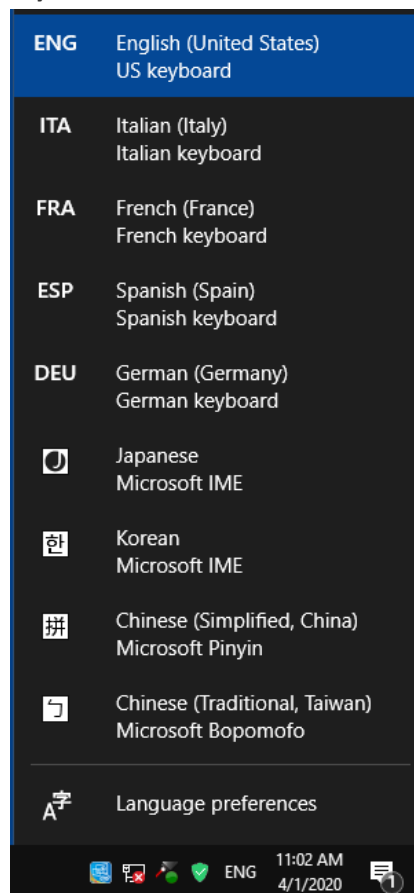 ENG English (United States)
US keyboard
ITA Italian (Italy)
Italian keyboard
FRA French (France)
French keyboard
ESP Spanish (Spain)
Spanish keyboard
DEU German (Germany)
German keyboard
Japanese
Microsoft IME
한 Korean
Microsoft IME
拼 Chinese (Simplified, China)
Microsoft Pinyin
ㄅ Chinese (Traditional, Taiwan)
Microsoft Bopomofo
A字 Language preferences
ENG 11:02 AM
4/1/2020
1